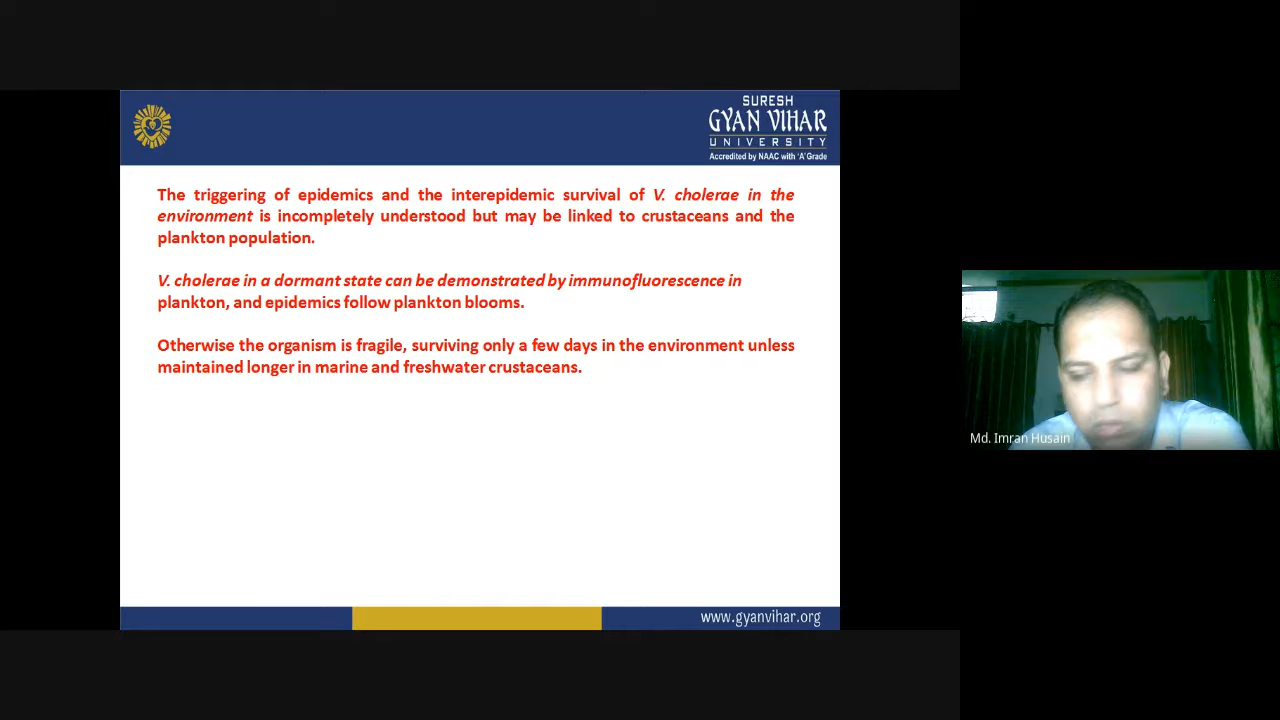 SURESH
GYAN VIHAR
UNIVERSITY
Accredited by NAAC with 'A' Grade
The triggering of epidemics and the interepidemic survival of V. cholerae in the
environment is incompletely understood but may be linked to crustaceans and the
plankton population.
V. cholerae in a dormant state can be demonstrated by immunofluorescence in
plankton, and epidemics follow plankton blooms.
Otherwise the organism is fragile, surviving only a few days in the environment unless
maintained longer in marine and freshwater crustaceans.
Md. Imran Husain
www.gyanvihar.org